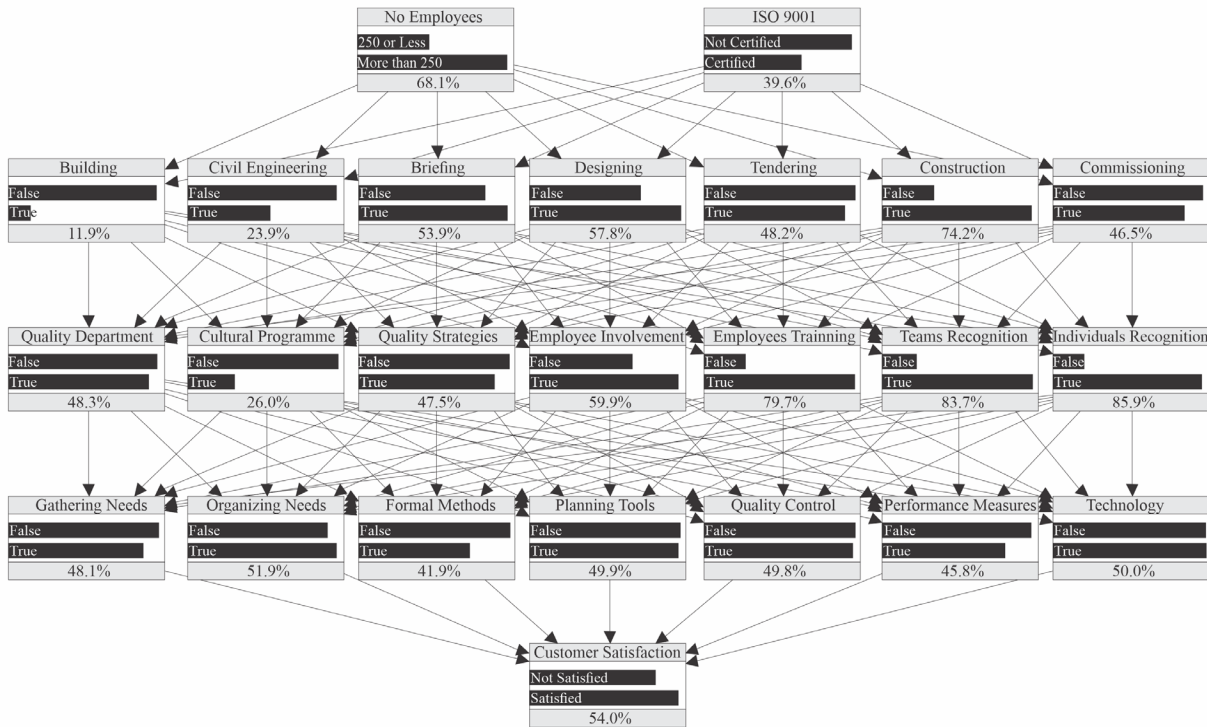 No Employees
250 or Less
More than 250
68.1%
ISO 9001
Not Certified
Certified
39.6%
Building
False
True
11.9%
Civil Engineering
False
True
23.9%
Briefing
False
True
53.9%
Designing
False
True
57.8%
Tendering
False
True
48.2%
Construction
False
True
74.2%
Commissioning
False
True
46.5%
Quality Department
False
True
48.3%
Cultural Programme
False
True
26.0%
Quality Strategies
False
True
47.5%
Employee Involvement
False
True
59.9%
Employees Trainning
False
True
79.7%
Teams Recognition
False
True
83.7%
Individuals Recognition
False
True
85.9%
Gathering Needs
False
True
48.1%
Organizing Needs
False
True
51.9%
Formal Methods
False
True
41.9%
Planning Tools
False
True
49.9%
Quality Control
False
True
49.8%
Performance Measures
False
True
45.8%
Technology
False
True
50.0%
Customer Satisfaction
Not Satisfied
Satisfied
54.0%